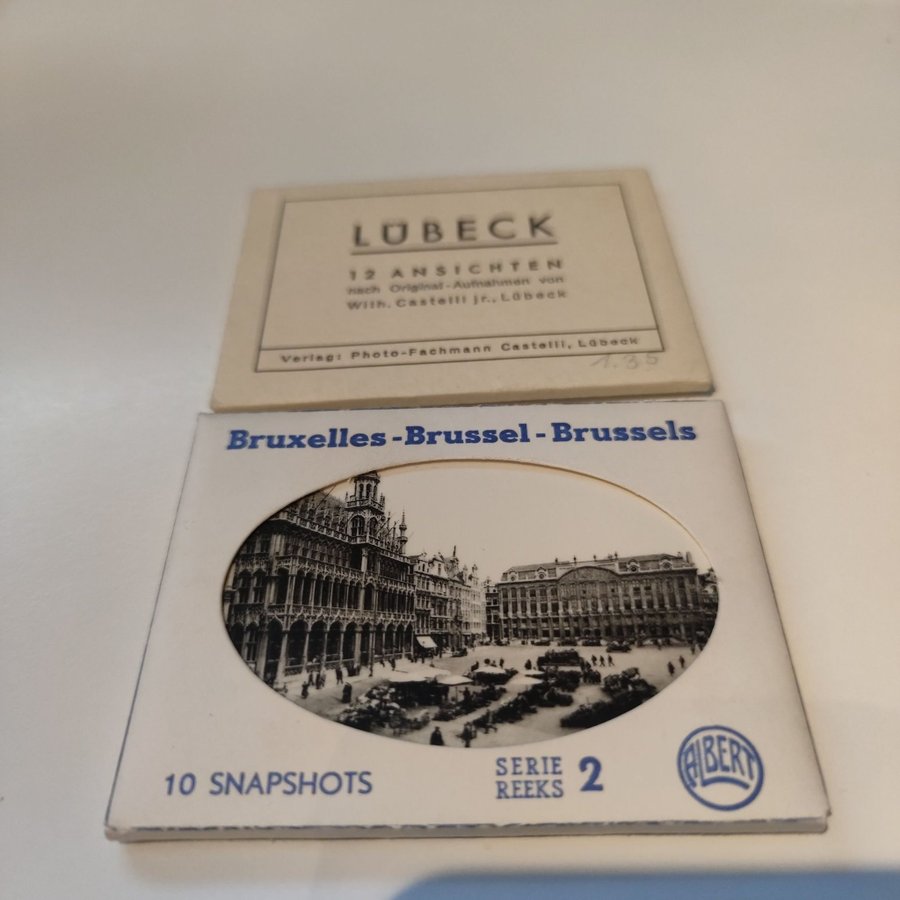 LÜBECK
12 ANSICHTEN
nach Original-Aufnahmen von
Wilh. Castelli jr., Lübeck
Verlag: Photo-Fachmann Castelli, Lübeck
1.35
Bruxelles-Brussel-Brussels
10 SNAPSHOTS
SERIE
REEKS 2
ALBERT